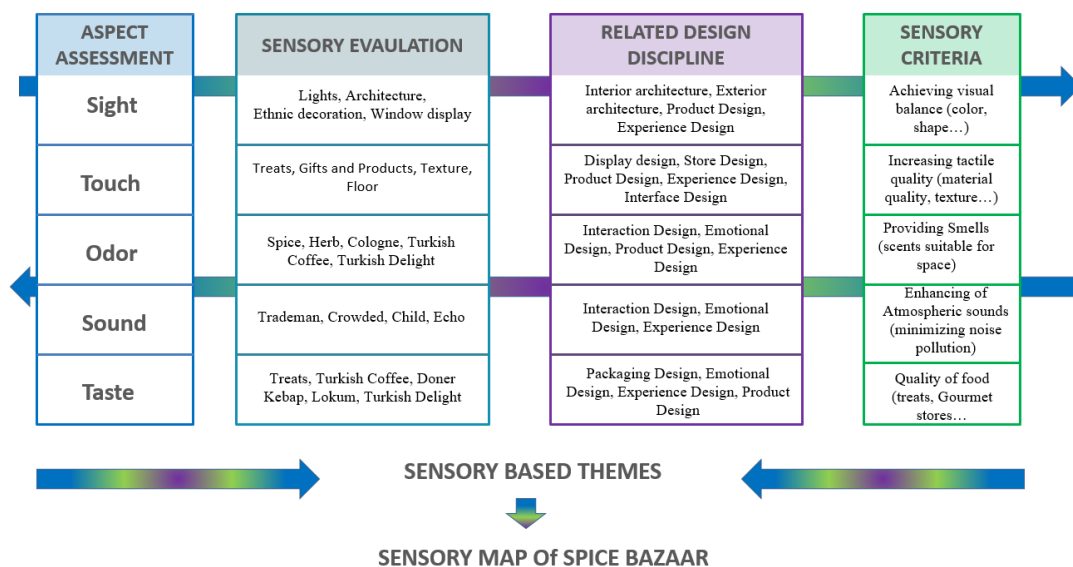 ASPECT
ASSESSMENT
SENSORY EVAULATION
RELATED DESIGN
DISCIPLINE
SENSORY
CRITERIA
Sight
Lights, Architecture,
Ethnic decoration, Window display
Interior architecture, Exterior
architecture, Product Design,
Experience Design
Achieving visual
balance (color,
shape…)
Touch
Treats, Gifts and Products, Texture,
Floor
Display design, Store Design,
Product Design, Experience Design,
Interface Design
Increasing tactile
quality (material
quality, texture…)
Odor
Spice, Herb, Cologne, Turkish
Coffee, Turkish Delight
Interaction Design, Emotional
Design, Product Design, Experience
Design
Providing Smells
(scents suitable for
space)
Sound
Trademan, Crowded, Child, Echo
Interaction Design, Emotional
Design, Experience Design
Enhancing of
Atmospheric sounds
(minimizing noise
pollution)
Taste
Treats, Turkish Coffee, Doner
Kebap, Lokum, Turkish Delight
Packaging Design, Emotional
Design, Experience Design, Product
Design
Quality of food
(treats, Gourmet
stores…
SENSORY BASED THEMES
SENSORY MAP Of SPICE BAZAAR